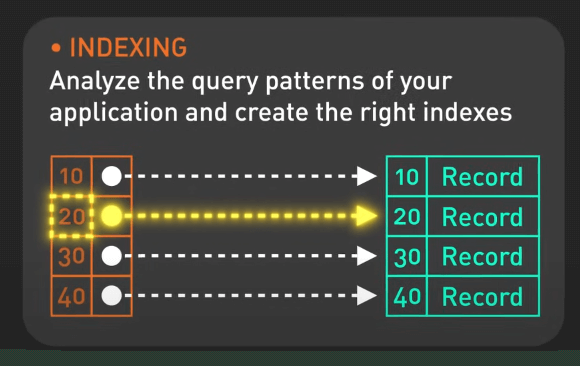 • INDEXING
Analyze the query patterns of your
application and create the right indexes
10 10 Record
20 20 Record
30 30 Record
40 40 Record